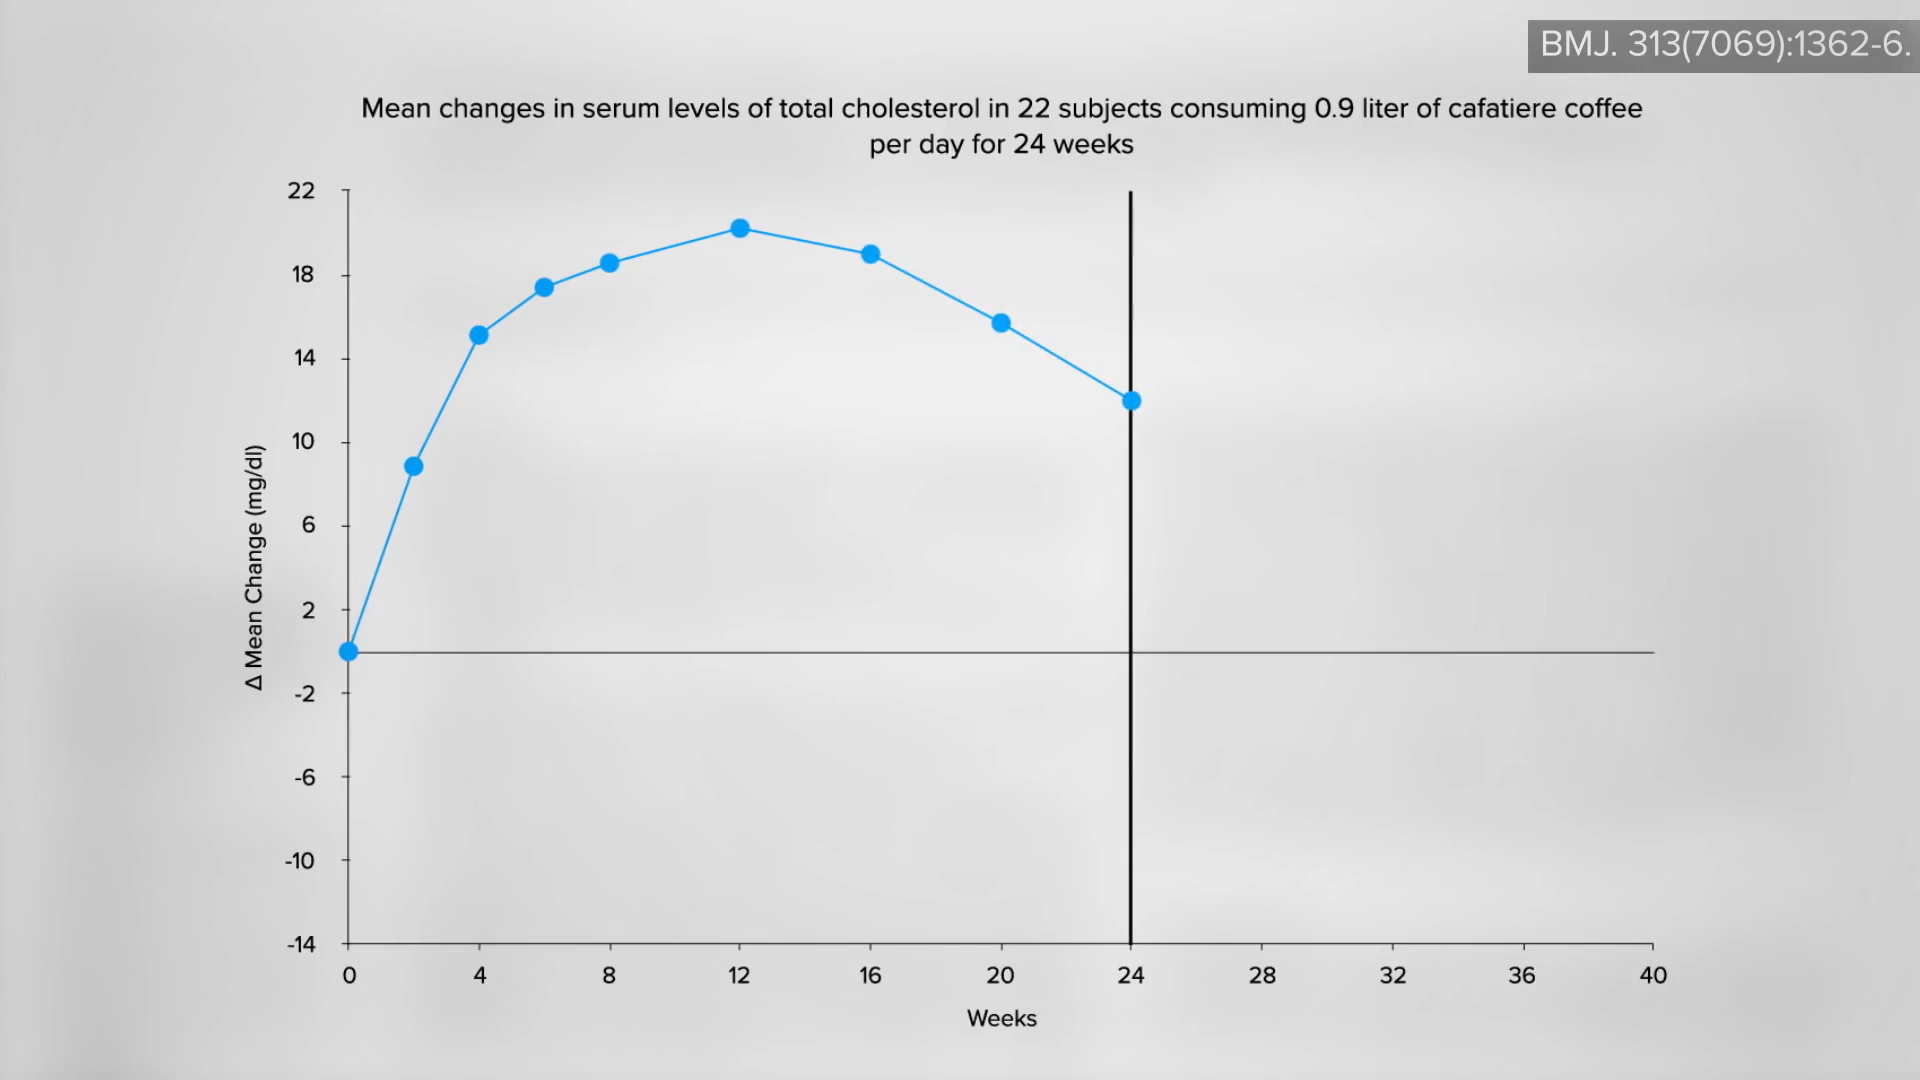 BMJ. 313(7069):1362-6.
Mean changes in serum levels of total cholesterol in 22 subjects consuming 0.9 liter of cafatiere coffee
per day for 24 weeks
22
18
14
10
6
2
-2
-6
-10
-14
Δ Mean Change (mg/dl)
0 4 8 12 16 20 24 28 32 36 40
Weeks